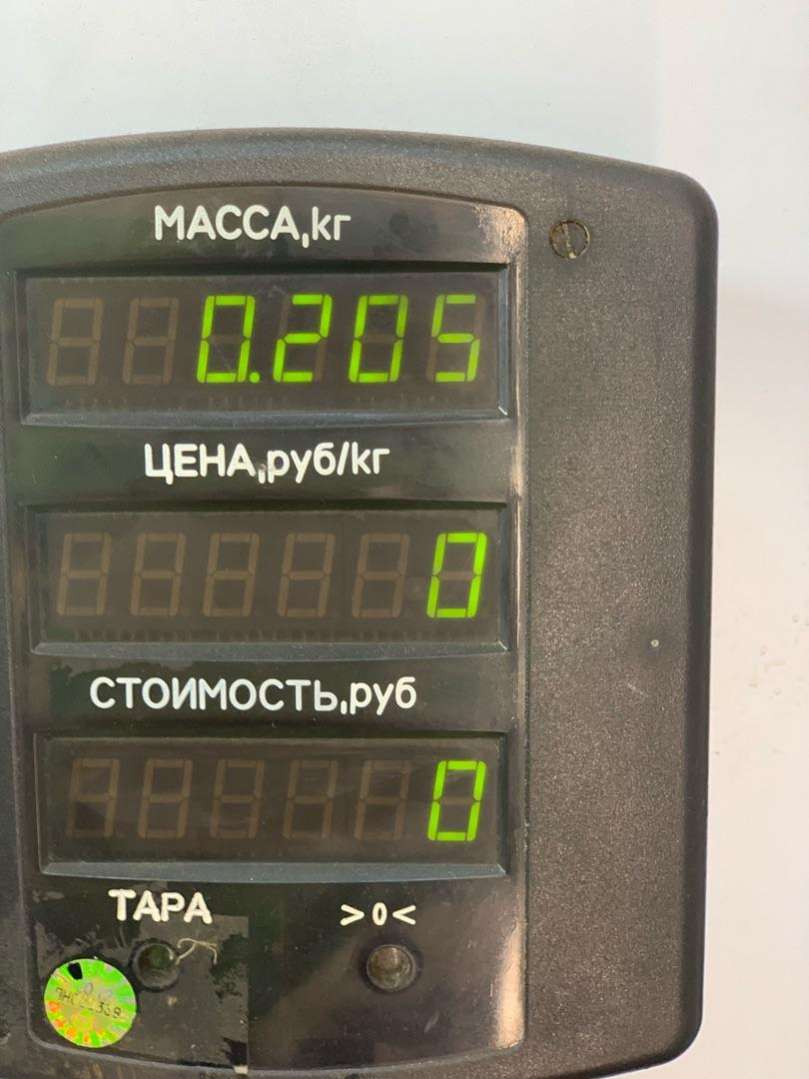 МАССА,кг
0.205
ЦЕНА,руб/кг
0
СТОИМОСТЬ,руб
0
ТАРА >0<